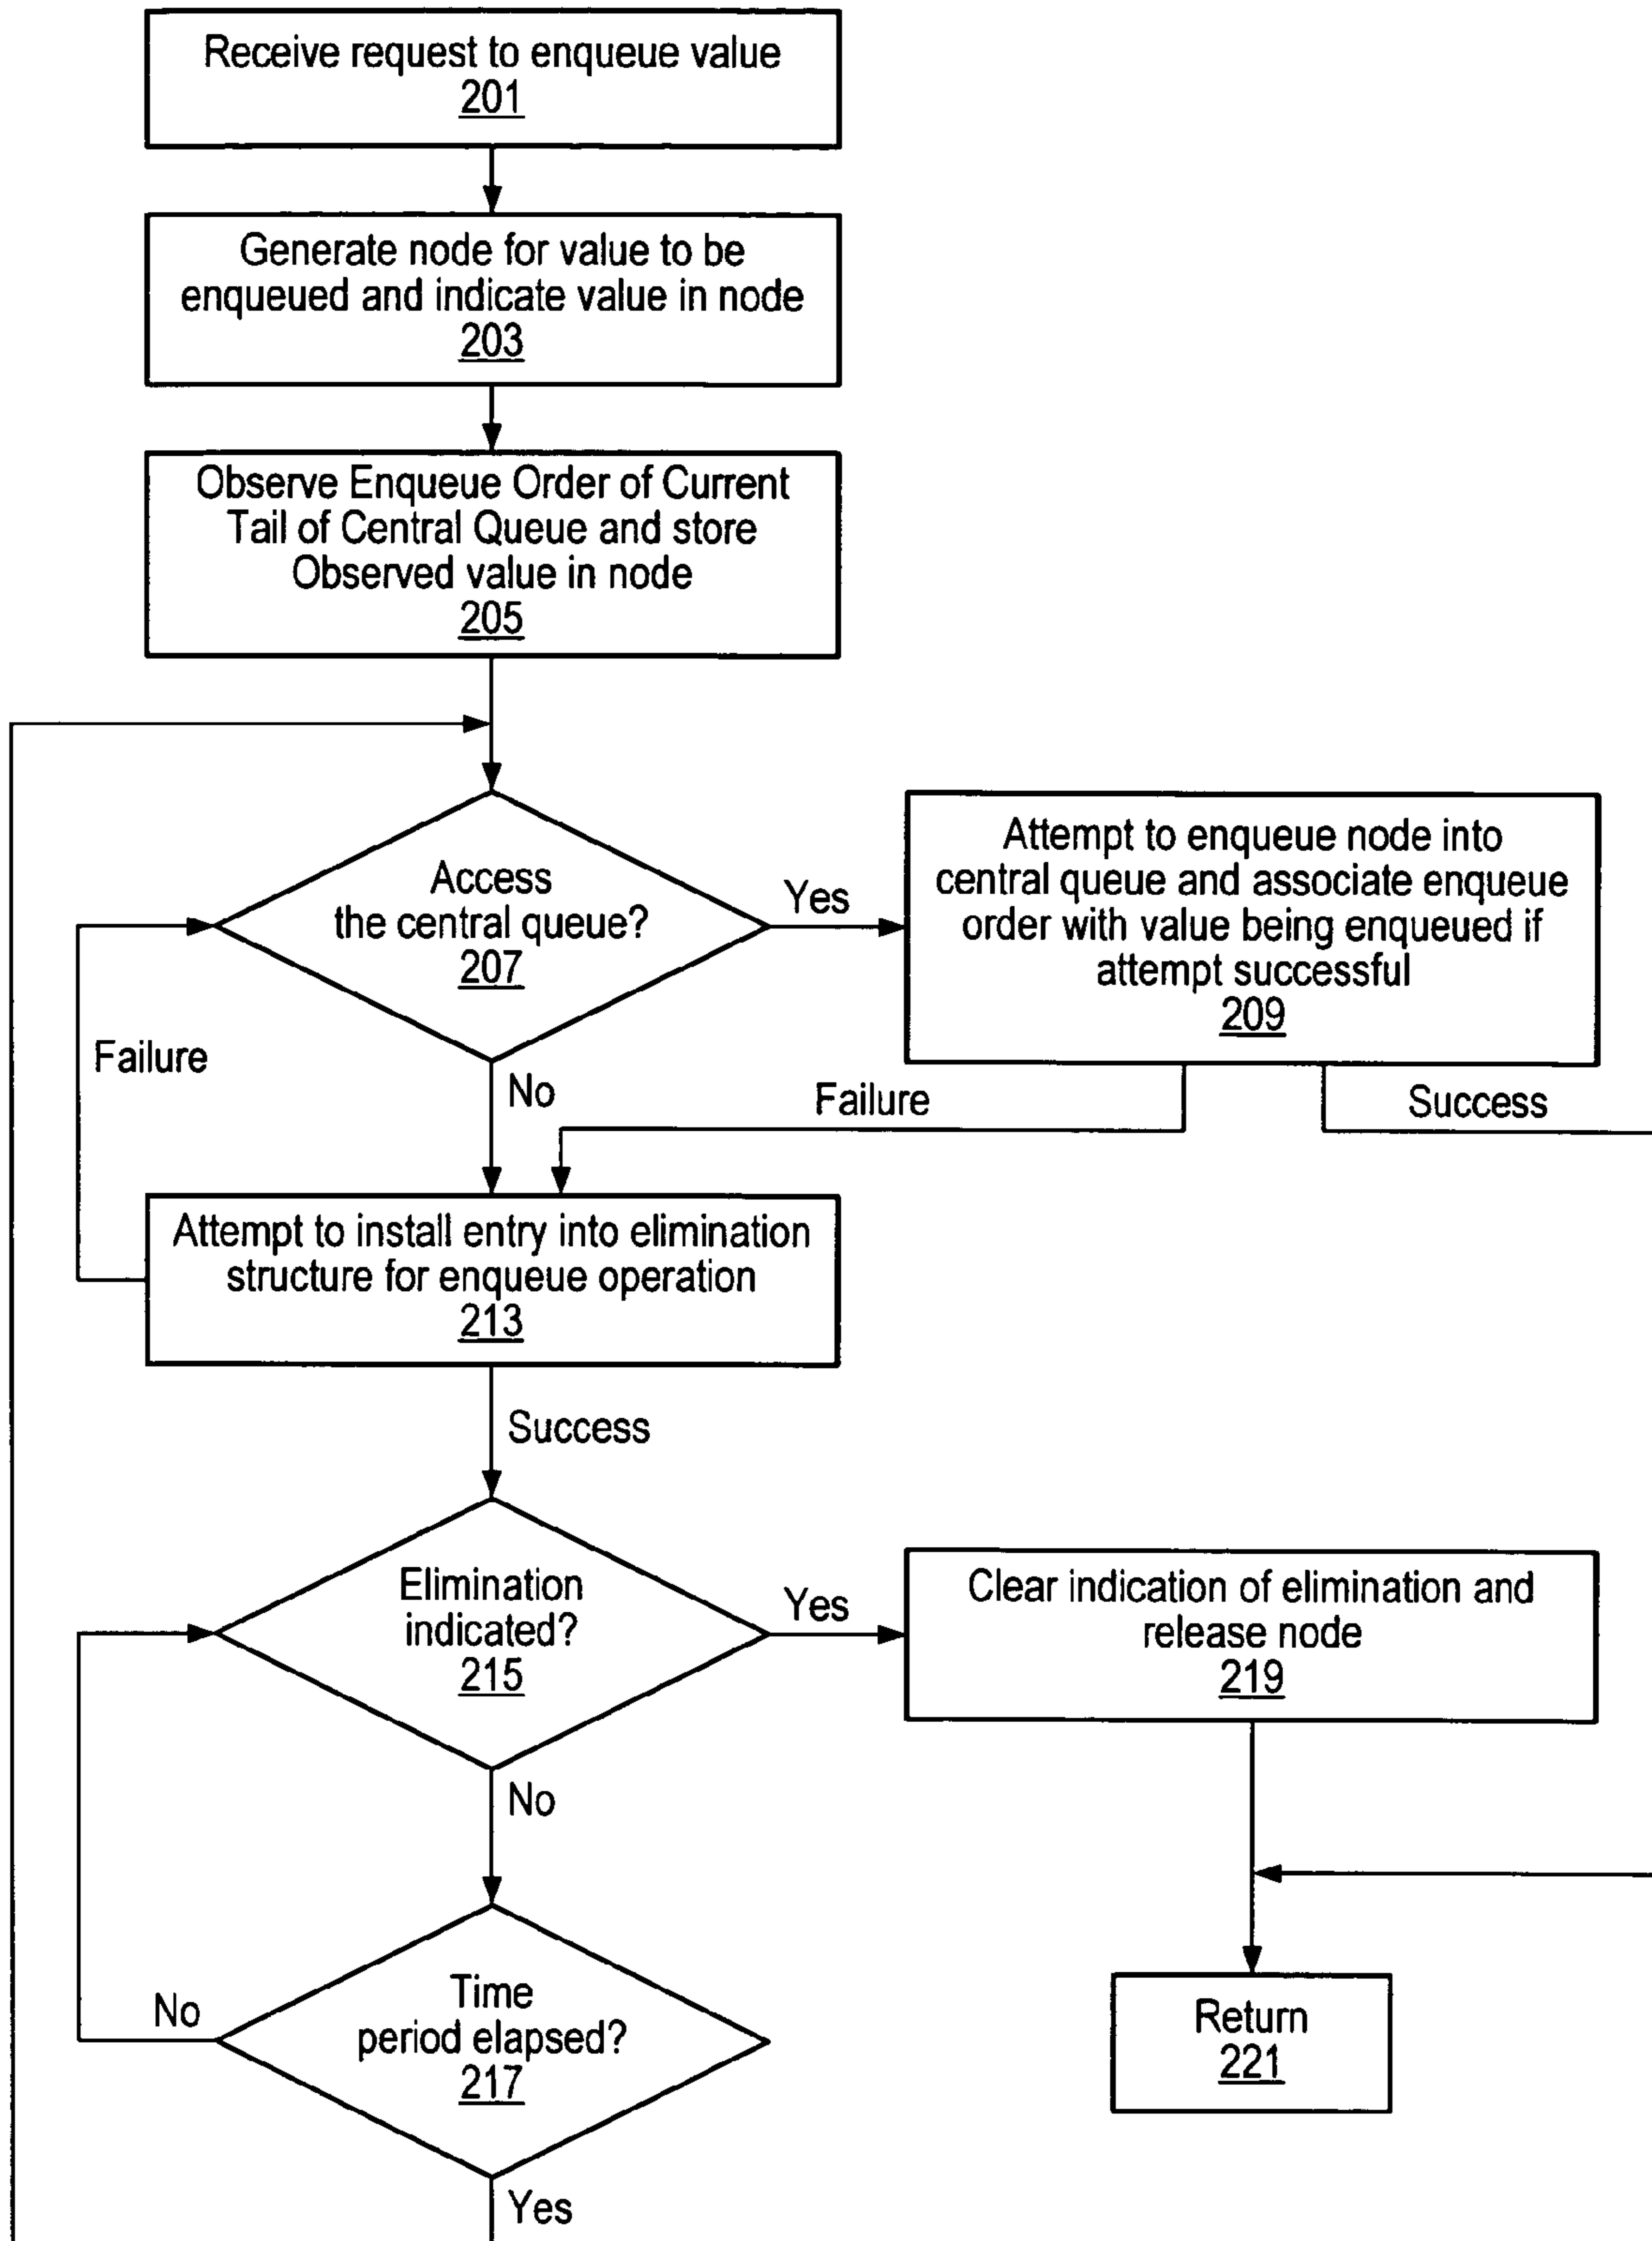 Receive request to enqueue value
201
Generate node for value to be
enqueued and indicate value in node
203
Observe Enqueue Order of Current
Tail of Central Queue and store
Observed value in node
205
Access
the central queue?
207
Yes
Attempt to enqueue node into
central queue and associate enqueue
order with value being enqueued if
attempt successful
209
Failure
No
Failure
Success
Attempt to install entry into elimination
structure for enqueue operation
213
Success
Elimination
indicated?
215
Yes
Clear indication of elimination and
release node
219
No
Time
period elapsed?
217
No
Yes
Return
221